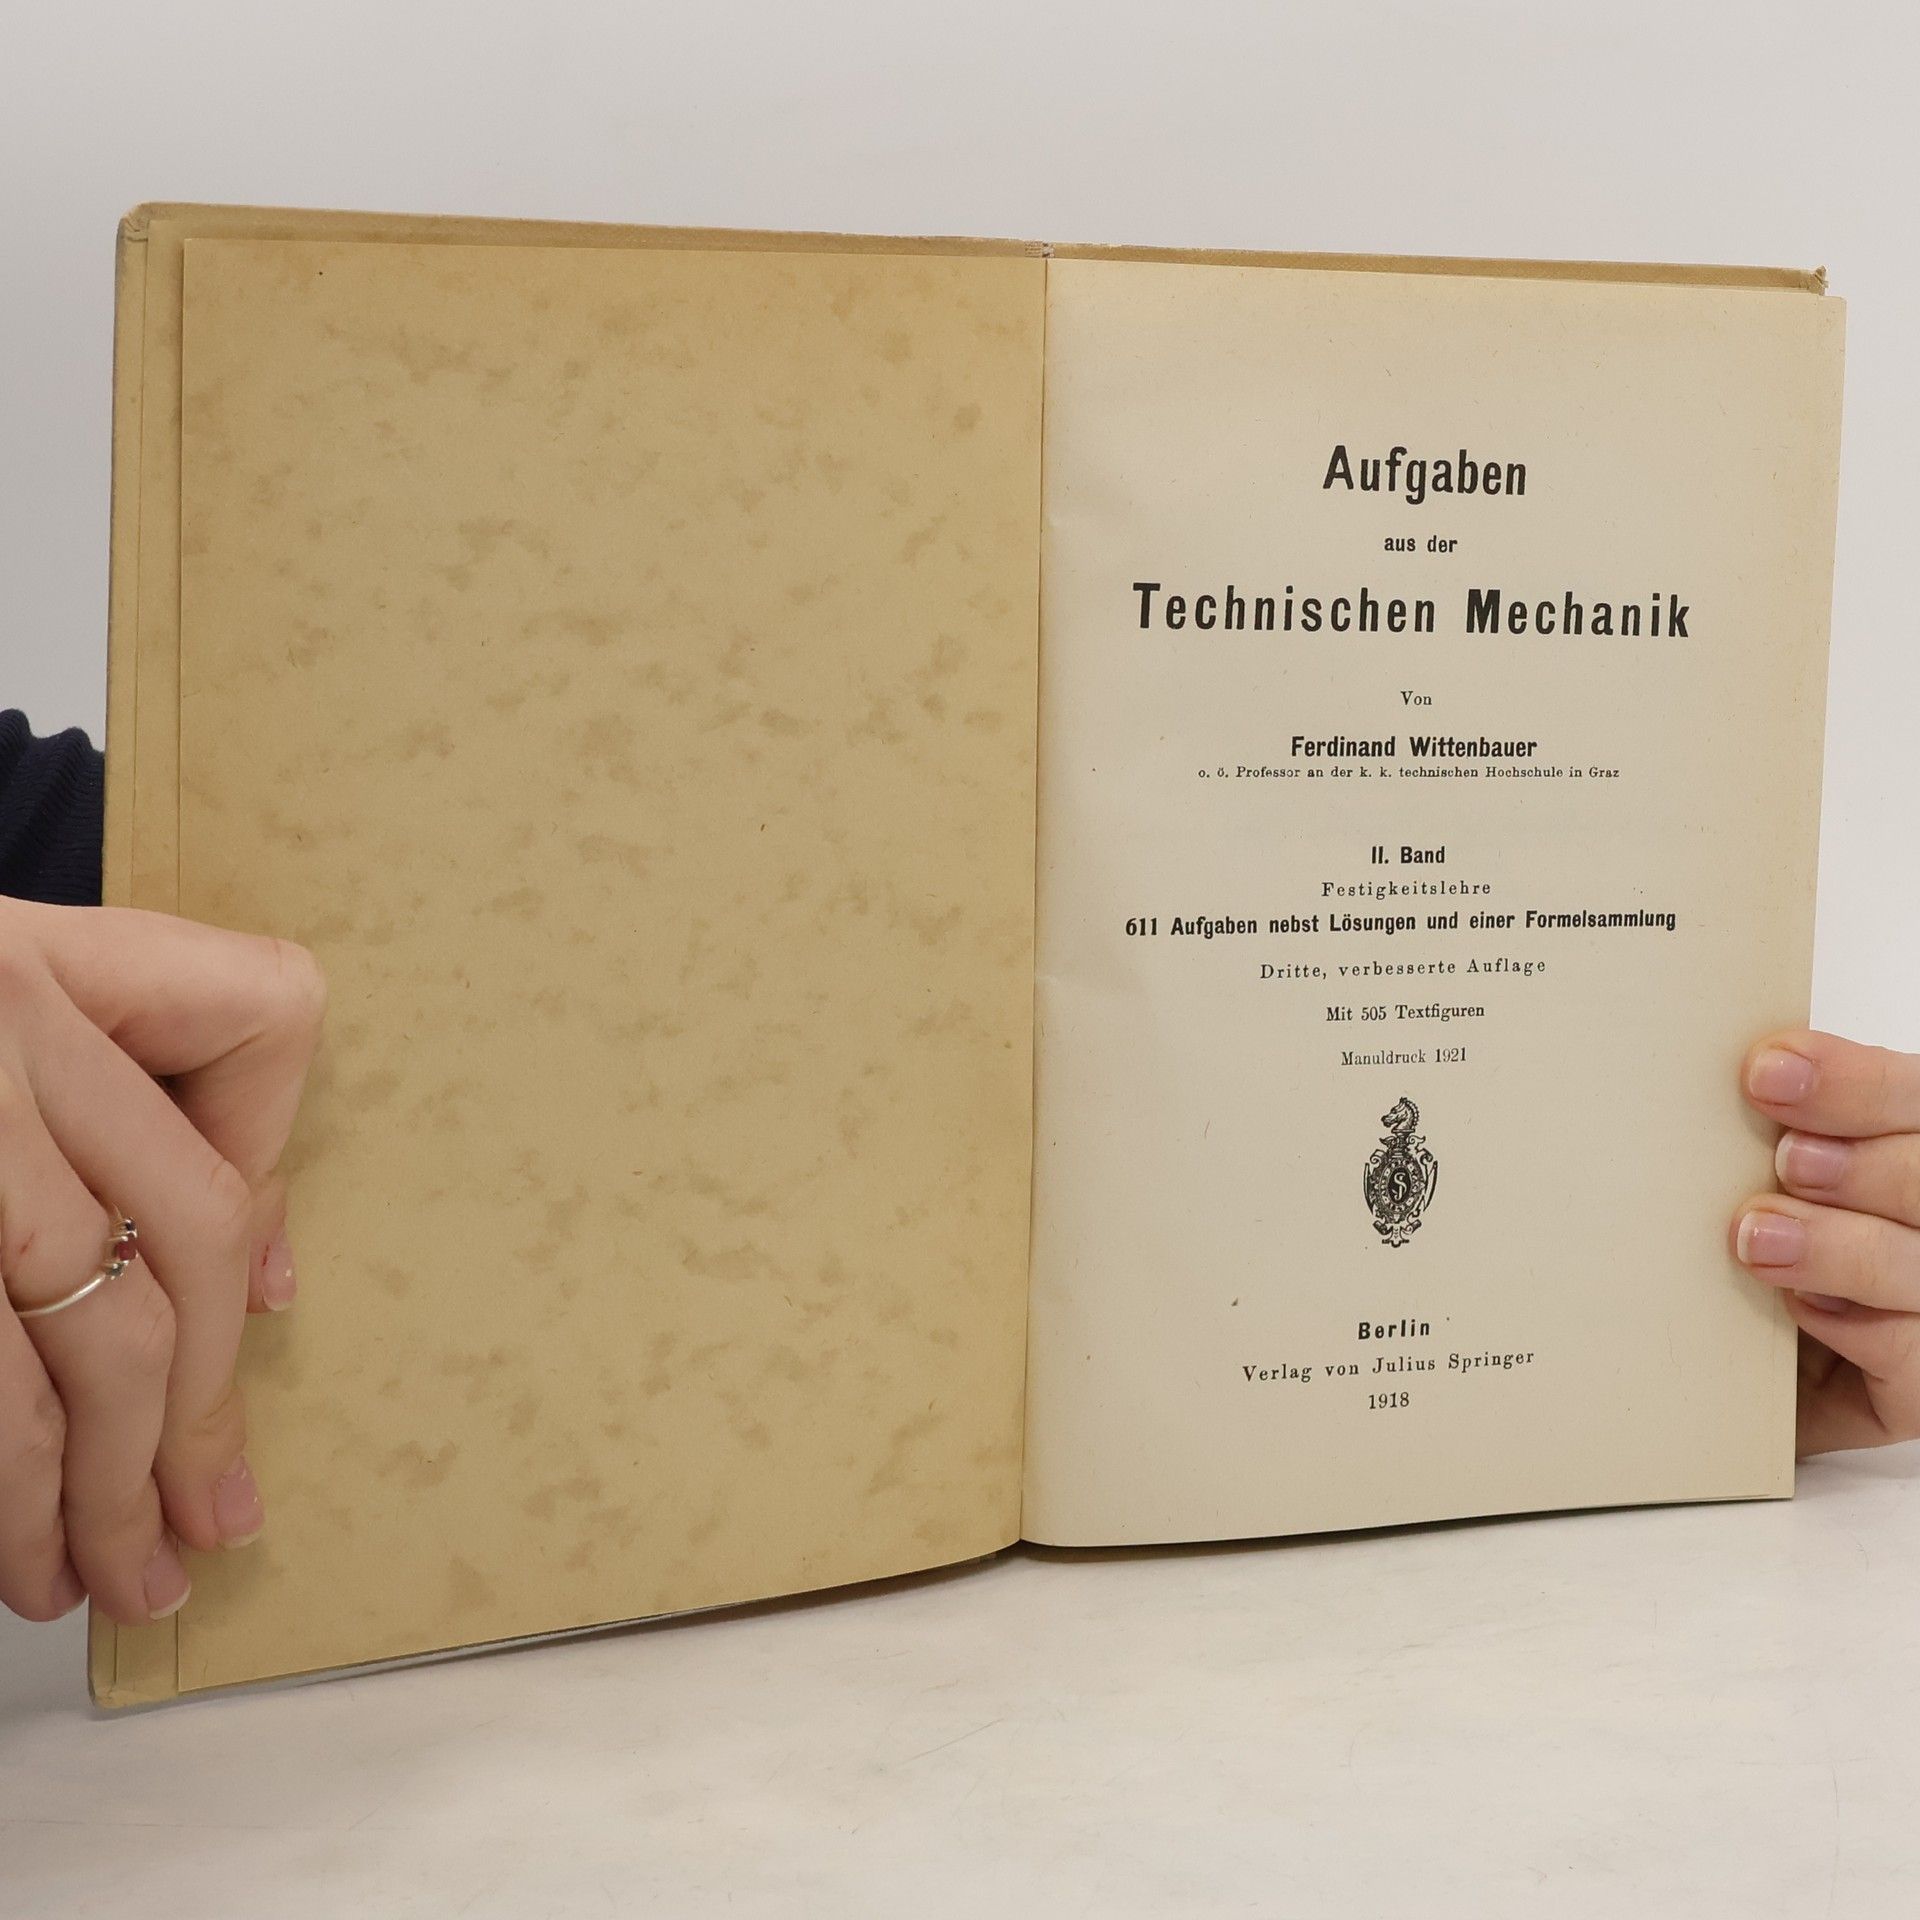 Aufgaben
aus der
Technischen Mechanik
Von
Ferdinand Wittenbauer
o. ö. Professor an der k. k. technischen Hochschule in Graz
II. Band
Festigkeitslehre
611 Aufgaben nebst Lösungen und einer Formelsammlung
Dritte, verbesserte Auflage
Mit 505 Textfiguren
Manuldruck 1921
Berlin
Verlag von Julius Springer
1918